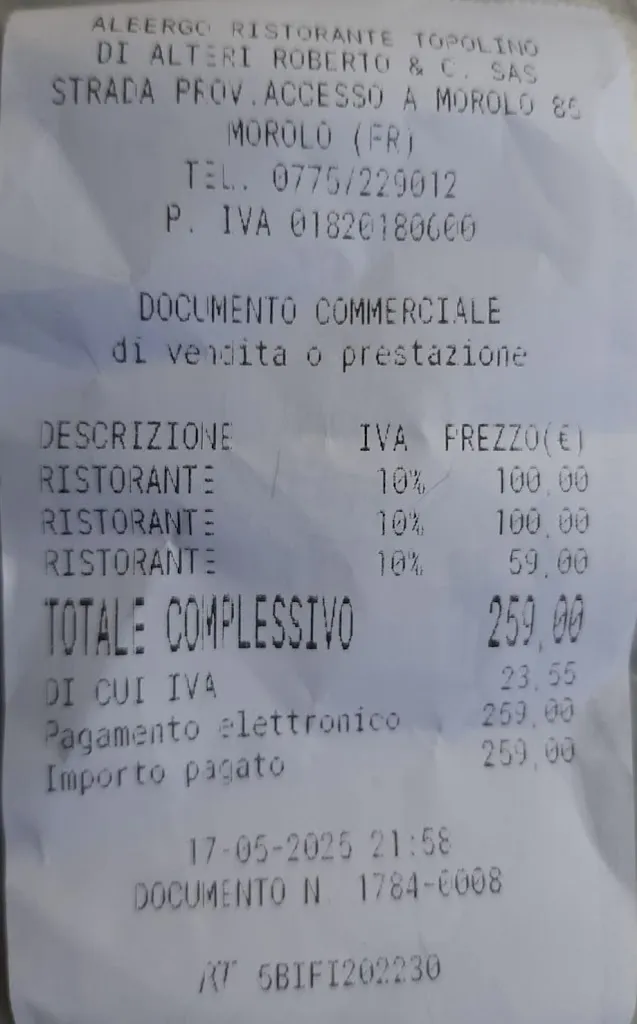 ALBERGO RISTORANTE TOPOLINO
DI ALTERI ROBERTO & C. SAS
STRADA PROV.ACCESSO A MOROLO 85
MOROLO (FR)
TEL. 0775/229012
P. IVA 01820180600
DOCUMENTO COMMERCIALE
di vendita o prestazione
DESCRIZIONE IVA PREZZO(€)
RISTORANTE 10% 100,00
RISTORANTE 10% 100,00
RISTORANTE 10% 59,00
TOTALE COMPLESSIVO 259,00
DI CUI IVA 23,55
Pagamento elettronico 259,00
Importo pagato 259,00
17-05-2025 21:58
DOCUMENTO N. 1784-0008
RT 5BIFI202230